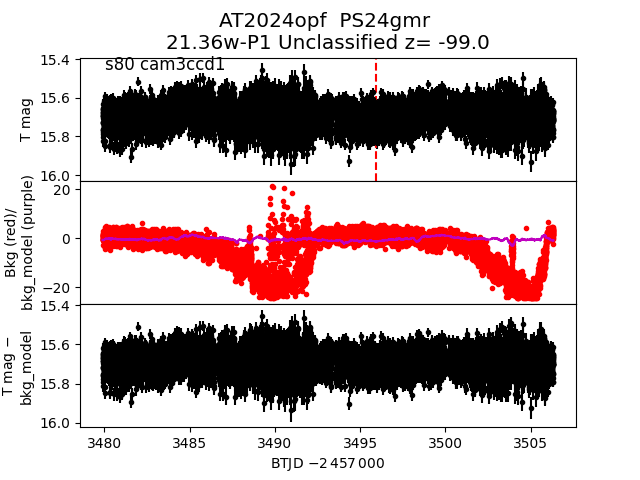 AT2024opf  PS24gmr
21.36w-P1 Unclassified z= -99.0
s80 cam3ccd1
15.4
15.6
15.8
16.0
T mag
20
0
−20
Bkg (red)/
bkg_model (purple)
15.4
15.6
15.8
16.0
T mag −
bkg_model
3480
3485
3490
3495
3500
3505
BTJD −2 457 000